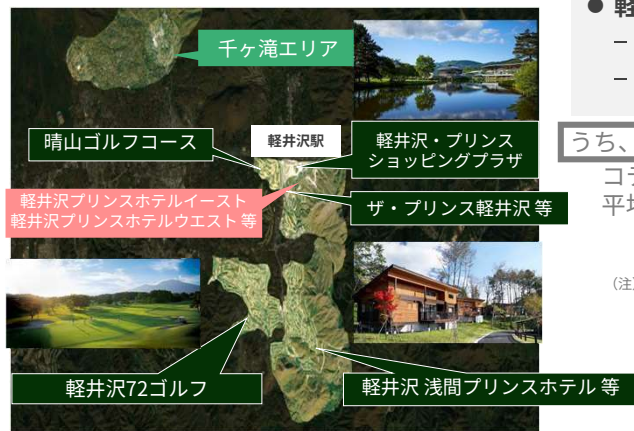 千ヶ滝エリア
晴山ゴルフコース
軽井沢駅
軽井沢・プリンス
ショッピングプラザ
軽井沢プリンスホテルイースト
軽井沢プリンスホテルウエスト 等
ザ・プリンス軽井沢 等
軽井沢72ゴルフ
軽井沢 浅間プリンスホテル 等
うち、